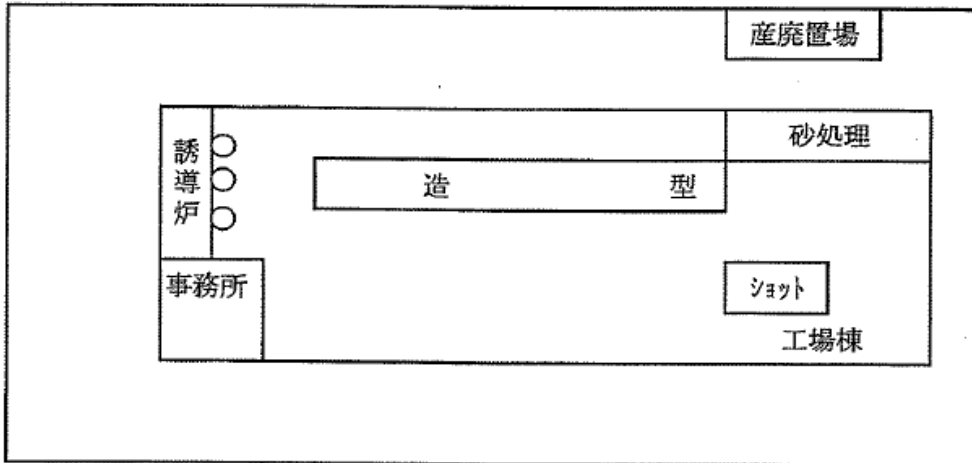 産廃置場
砂処理
誘導炉
造型
事務所
ショット
工場棟